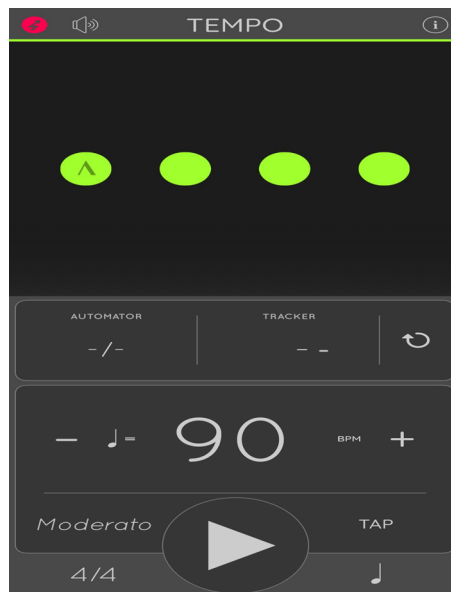 TEMPO
AUTOMATOR TRACKER
-/- - -
- ♩= 90 BPM +
Moderato TAP
4/4 ♩